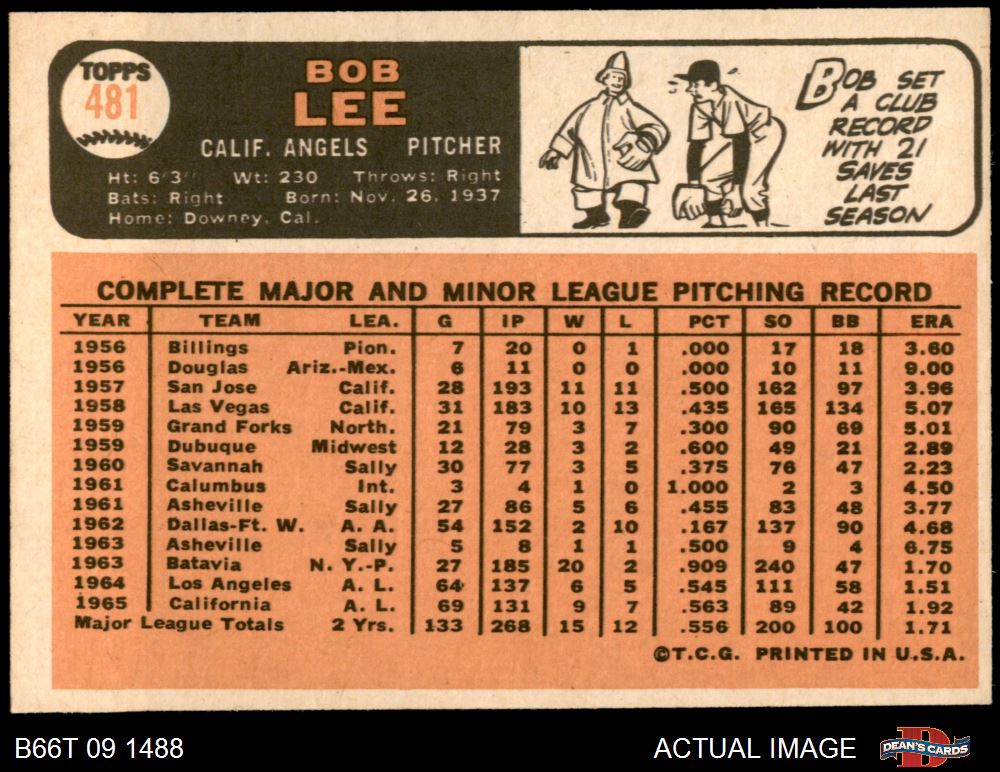 TOPPS
481
BOB
LEE
CALIF. ANGELS PITCHER
Ht: 6'3" Wt: 230 Throws: Right
Bats: Right Born: Nov. 26, 1937
Home: Downey, Cal.
BOB SET
A CLUB
RECORD
WITH 21
SAVES
LAST
SEASON
COMPLETE MAJOR AND MINOR LEAGUE PITCHING RECORD
YEAR TEAM LEA. G IP W L PCT SO BB ERA
1956 Billings Pion. 7 20 0 1 .000 17 18 3.60
1956 Douglas Ariz.-Mex. 6 11 0 0 .000 10 11 9.00
1957 San Jose Calif. 28 193 11 11 .500 162 97 3.96
1958 Las Vegas Calif. 31 183 10 13 .435 165 134 5.07
1959 Grand Forks North. 21 79 3 7 .300 90 69 5.01
1959 Dubuque Midwest 12 28 3 2 .600 49 21 2.89
1960 Savannah Sally 30 77 3 5 .375 76 47 2.23
1961 Calumbus Int. 3 4 1 0 1.000 2 3 4.50
1961 Asheville Sally 27 86 5 6 .455 83 48 3.77
1962 Dallas-Ft. W. A. A. 54 152 2 10 .167 137 90 4.68
1963 Asheville Sally 5 8 1 1 .500 9 4 6.75
1963 Batavia N. Y.-P. 27 185 20 2 .909 240 47 1.70
1964 Los Angeles A. L. 64 137 6 5 .545 111 58 1.51
1965 California A. L. 69 131 9 7 .563 89 42 1.92
Major League Totals 2 Yrs. 133 268 15 12 .556 200 100 1.71
©T.C.G. PRINTED IN U.S.A.
B66T 09 1488 ACTUAL IMAGE DEAN'S CARDS